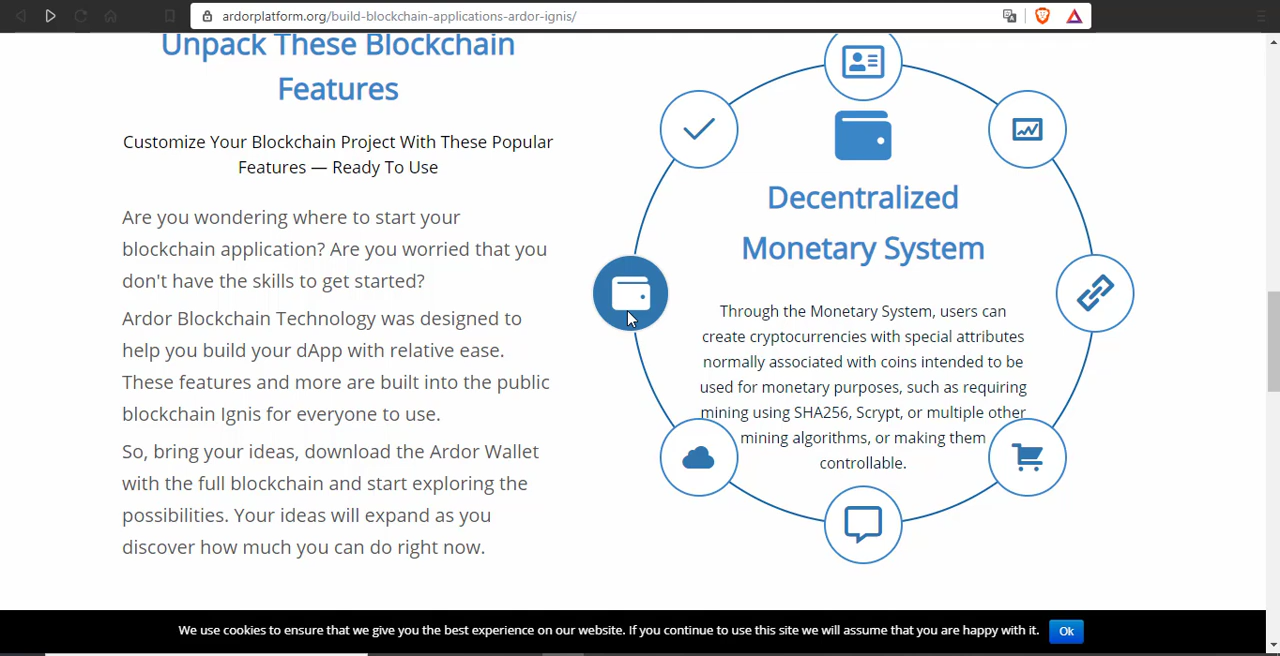 ardorplatform.org/build-blockchain-applications-ardor-ignis/
Unpack These Blockchain
Features
Customize Your Blockchain Project With These Popular
Features — Ready To Use
Are you wondering where to start your
blockchain application? Are you worried that you
don't have the skills to get started?
Ardor Blockchain Technology was designed to
help you build your dApp with relative ease.
These features and more are built into the public
blockchain Ignis for everyone to use.
So, bring your ideas, download the Ardor Wallet
with the full blockchain and start exploring the
possibilities. Your ideas will expand as you
discover how much you can do right now.
Decentralized
Monetary System
Through the Monetary System, users can
create cryptocurrencies with special attributes
normally associated with coins intended to be
used for monetary purposes, such as requiring
mining using SHA256, Scrypt, or multiple other
mining algorithms, or making them
controllable.
We use cookies to ensure that we give you the best experience on our website. If you continue to use this site we will assume that you are happy with it.
Ok